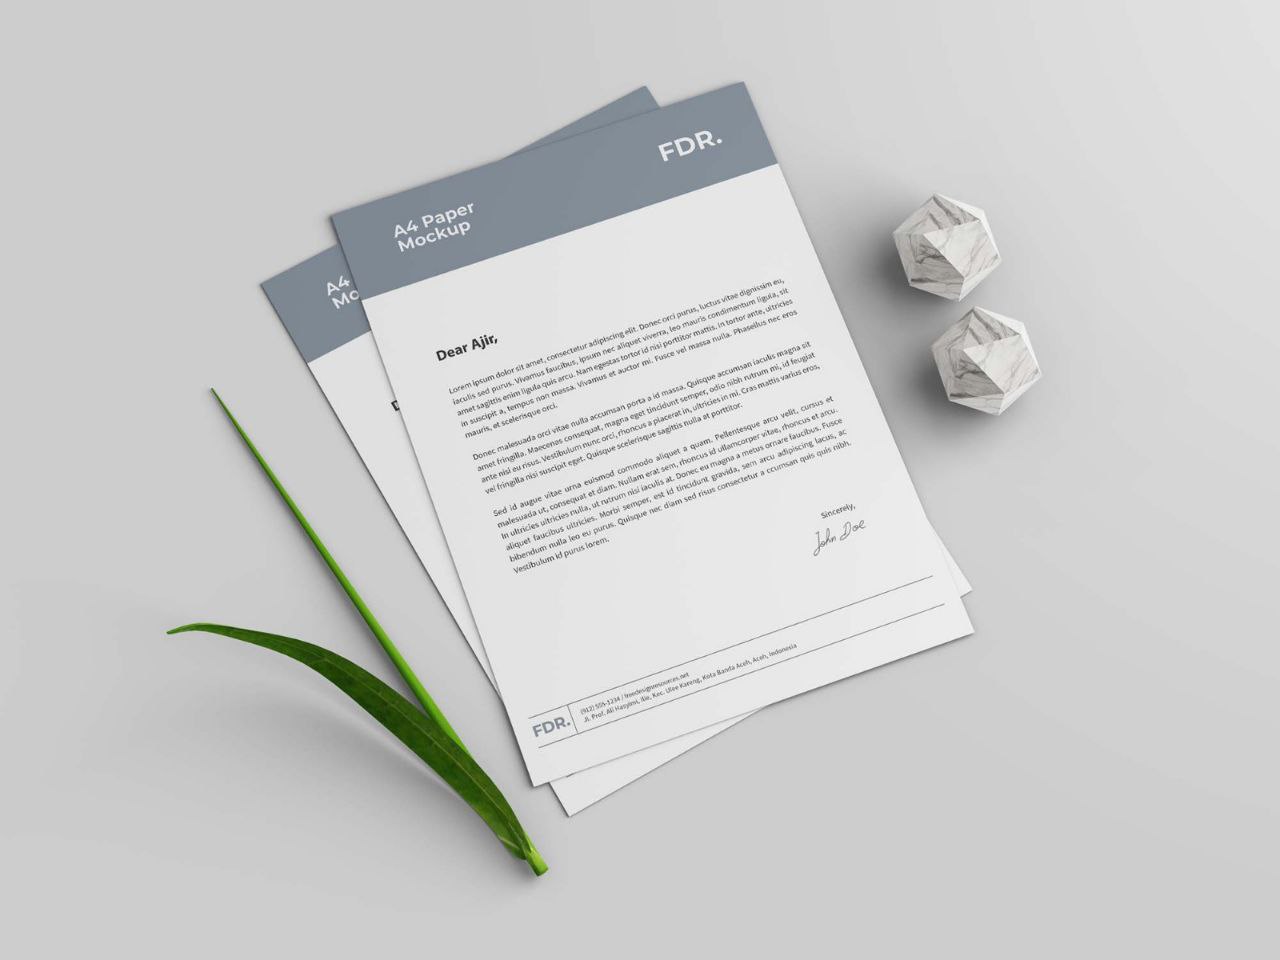 A4 Paper
Mockup
FDR.
Dear Ajir,
Lorem ipsum dolor sit amet, consectetur adipiscing elit. Donec orci purus, luctus vitae dignissim eu,
iaculis sed purus. Vivamus faucibus, ipsum nec aliquet viverra, leo mauris condimentum ligula, sit
amet sagittis enim ligula quis arcu. Nam egestas tortor id nisi porttitor mattis. In tortor ante, ultricies
in suscipit a, tempus non massa. Vivamus et auctor mi. Fusce vel massa nulla. Phasellus nec eros
mauris, et scelerisque orci.
Donec malesuada orci vitae nulla accumsan porta a id massa. Quisque accumsan iaculis magna sit
amet fringilla. Maecenas consequat, magna eget tincidunt semper, odio nibh rutrum mi, id feugiat
ante nisi eu risus. Vestibulum nunc orci, rhoncus a placerat in, ultricies in mi. Cras mattis varius eros,
vel fringilla nisi suscipit eget. Quisque scelerisque sagittis nulla at porttitor.
Sed id augue vitae urna euismod commodo aliquet a quam. Pellentesque arcu velit, cursus et
malesuada ut, consequat et diam. Nullam erat sem, rhoncus id ullamcorper vitae, rhoncus et arcu.
In ultricies ultricies nulla, ut rutrum nisi iaculis at. Donec eu magna a metus ornare faucibus. Fusce
aliquet faucibus ultricies. Morbi semper, est id tincidunt gravida, sem arcu adipiscing lacus, ac
bibendum nulla leo eu purus. Quisque nec diam sed risus consectetur a ccumsan quis quis nibh.
Vestibulum id purus lorem.
Sincerely,
John Doe
FDR.
(912) 555-1234 / freedesignresources.net
Jl. Prof. Ali Hasyimi, Ilie, Kec. Ulee Kareng, Kota Banda Aceh, Aceh, Indonesia
A4
Mo
D